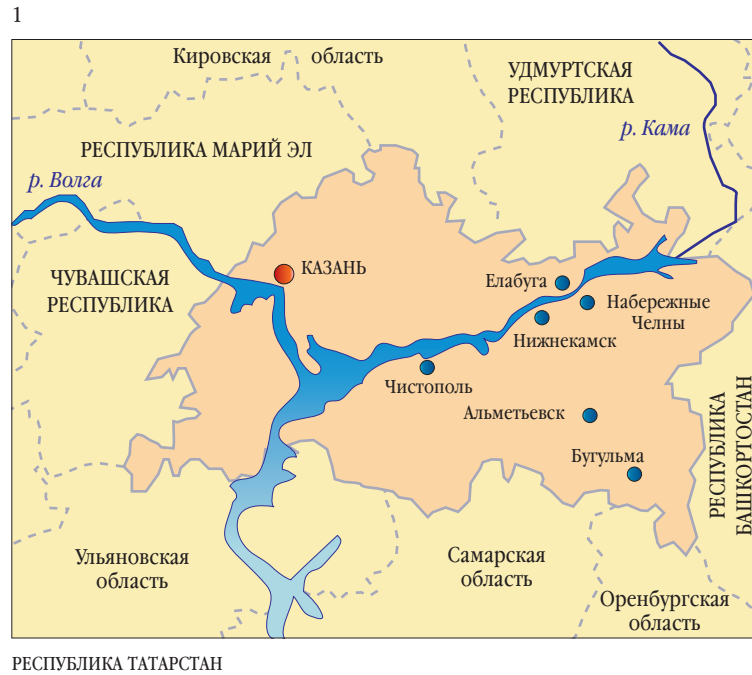 1
Кировская область
УДМУРТСКАЯ
РЕСПУБЛИКА
р. Кама
РЕСПУБЛИКА МАРИЙ ЭЛ
р. Волга
КАЗАНЬ
ЧУВАШСКАЯ
РЕСПУБЛИКА
Елабуга
Набережные
Челны
Нижнекамск
Чистополь
Альметьевск
Бугульма
РЕСПУБЛИКА
БАШКОРТОСТАН
Ульяновская
область
Самарская
область
Оренбургская
область
РЕСПУБЛИКА ТАТАРСТАН